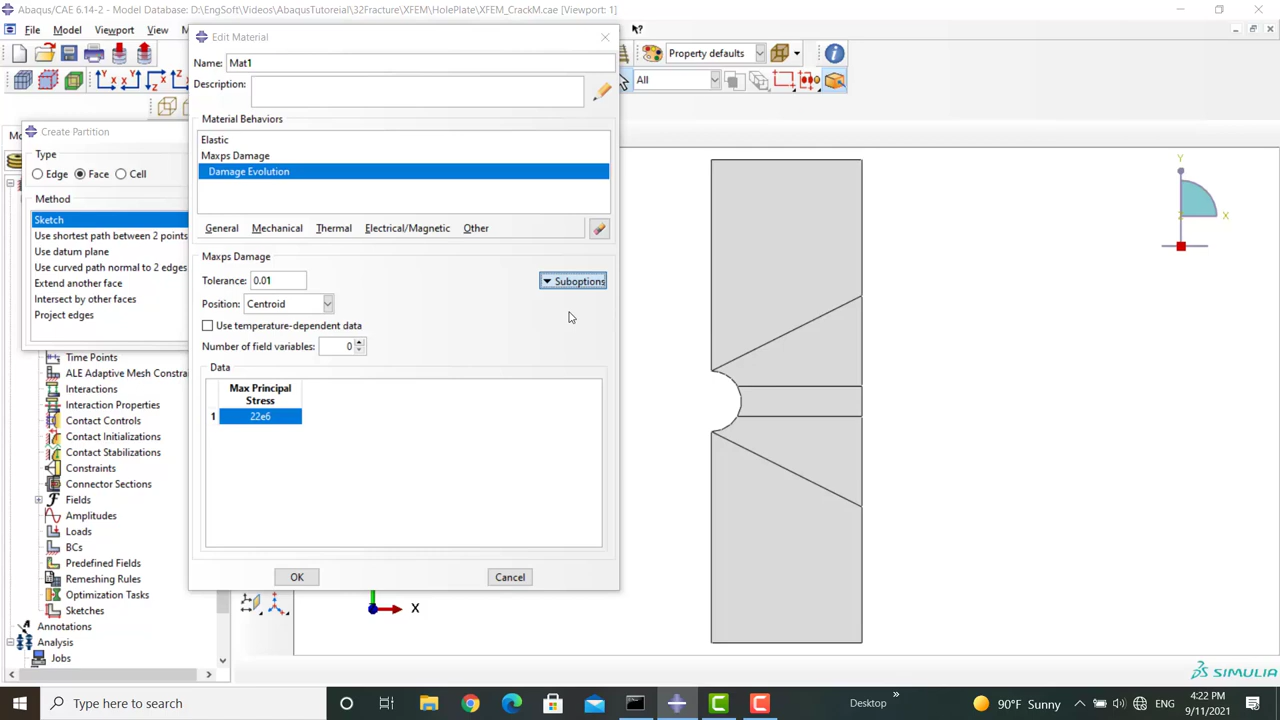 Abaqus/CAE 6.14-2 - Model Database: D:\EngSoft\Videos\AbaqusTutoreial\32Fracture\XFEM\HolePlate\XFEM_CrackM.cae [Viewport: 1]
File Model Viewport View M
Property defaults
All
Edit Material
Name: Mat1
Description:
Material Behaviors
Elastic
Maxps Damage
Damage Evolution
General Mechanical Thermal Electrical/Magnetic Other
Maxps Damage
Tolerance: 0.01
Suboptions
Position: Centroid
Use temperature-dependent data
Number of field variables: 0
Data
Max Principal
Stress
1 22e6
OK Cancel
Mo
Create Partition
Type
Edge Face Cell
Method
Sketch
Use shortest path between 2 points
Use datum plane
Use curved path normal to 2 edges
Extend another face
Intersect by other faces
Project edges
Time Points
ALE Adaptive Mesh Constra
Interactions
Interaction Properties
Contact Controls
Contact Initializations
Contact Stabilizations
Constraints
Connector Sections
Fields
Amplitudes
Loads
BCs
Predefined Fields
Remeshing Rules
Optimization Tasks
Sketches
Annotations
Analysis
Jobs
X
Y
Z X
SIMULIA
Type here to search
Desktop
90°F Sunny
ENG
4:22 PM
9/11/2021